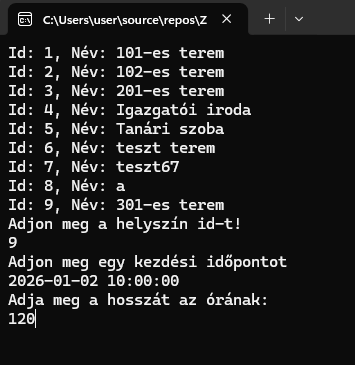 C:\Users\user\source\repos\Z
Id: 1, Név: 101-es terem
Id: 2, Név: 102-es terem
Id: 3, Név: 201-es terem
Id: 4, Név: Igazgatói iroda
Id: 5, Név: Tanári szoba
Id: 6, Név: teszt terem
Id: 7, Név: teszt67
Id: 8, Név: a
Id: 9, Név: 301-es terem
Adjon meg a helyszín id-t!
9
Adjon meg egy kezdési időpontot
2026-01-02 10:00:00
Adja meg a hosszát az órának:
120